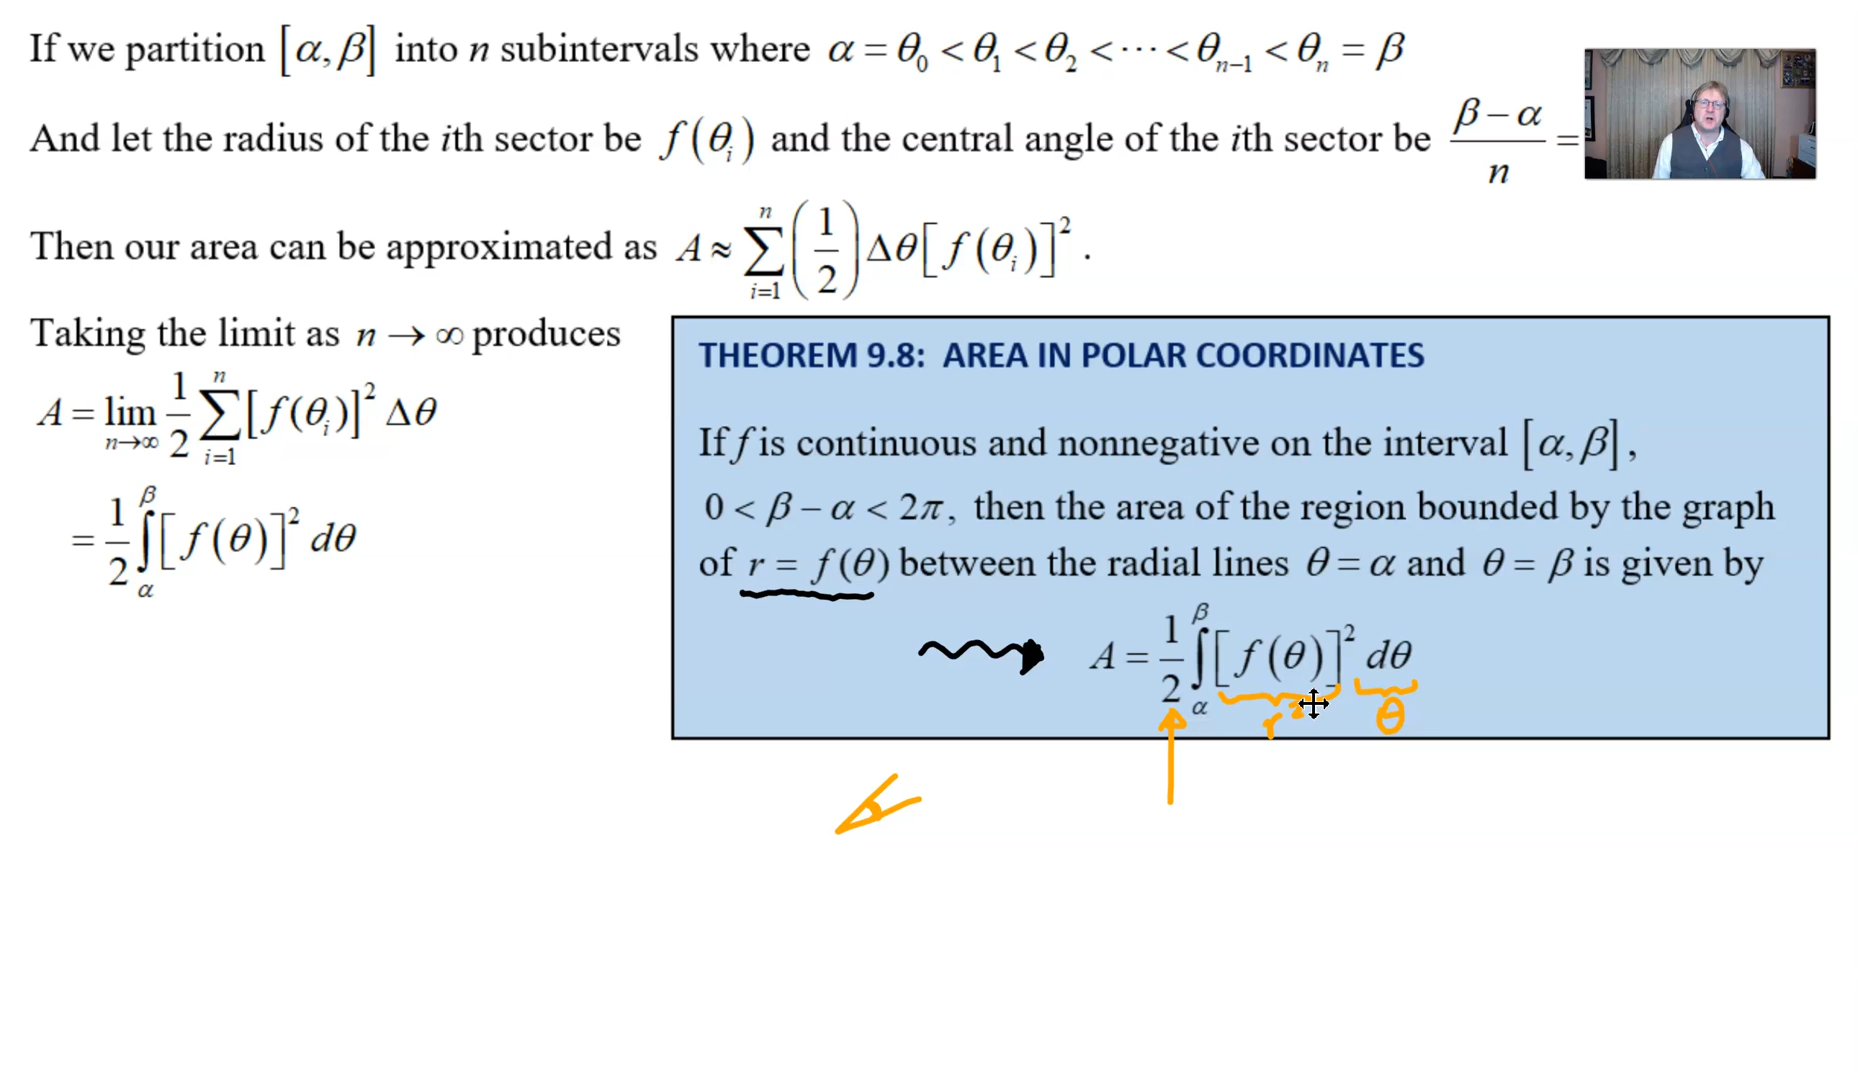 If we partition [α, β] into n subintervals where α = θ₀ < θ₁ < θ₂ < ⋯ < θₙ₋₁ < θₙ = β
And let the radius of the ith sector be f(θᵢ) and the central angle of the ith sector be (β − α)/n =
Then our area can be approximated as A ≈ ∑ᵢ₌₁ⁿ (1/2) Δθ[f(θᵢ)]².
Taking the limit as n → ∞ produces
A = lim n→∞ 1/2 ∑ᵢ₌₁ⁿ [f(θᵢ)]² Δθ
= 1/2 ∫_α^β [f(θ)]² dθ
THEOREM 9.8: AREA IN POLAR COORDINATES
If f is continuous and nonnegative on the interval [α, β],
0 < β − α < 2π, then the area of the region bounded by the graph
of r = f(θ) between the radial lines θ = α and θ = β is given by
A = 1/2 ∫_α^β [f(θ)]² dθ
r² θ